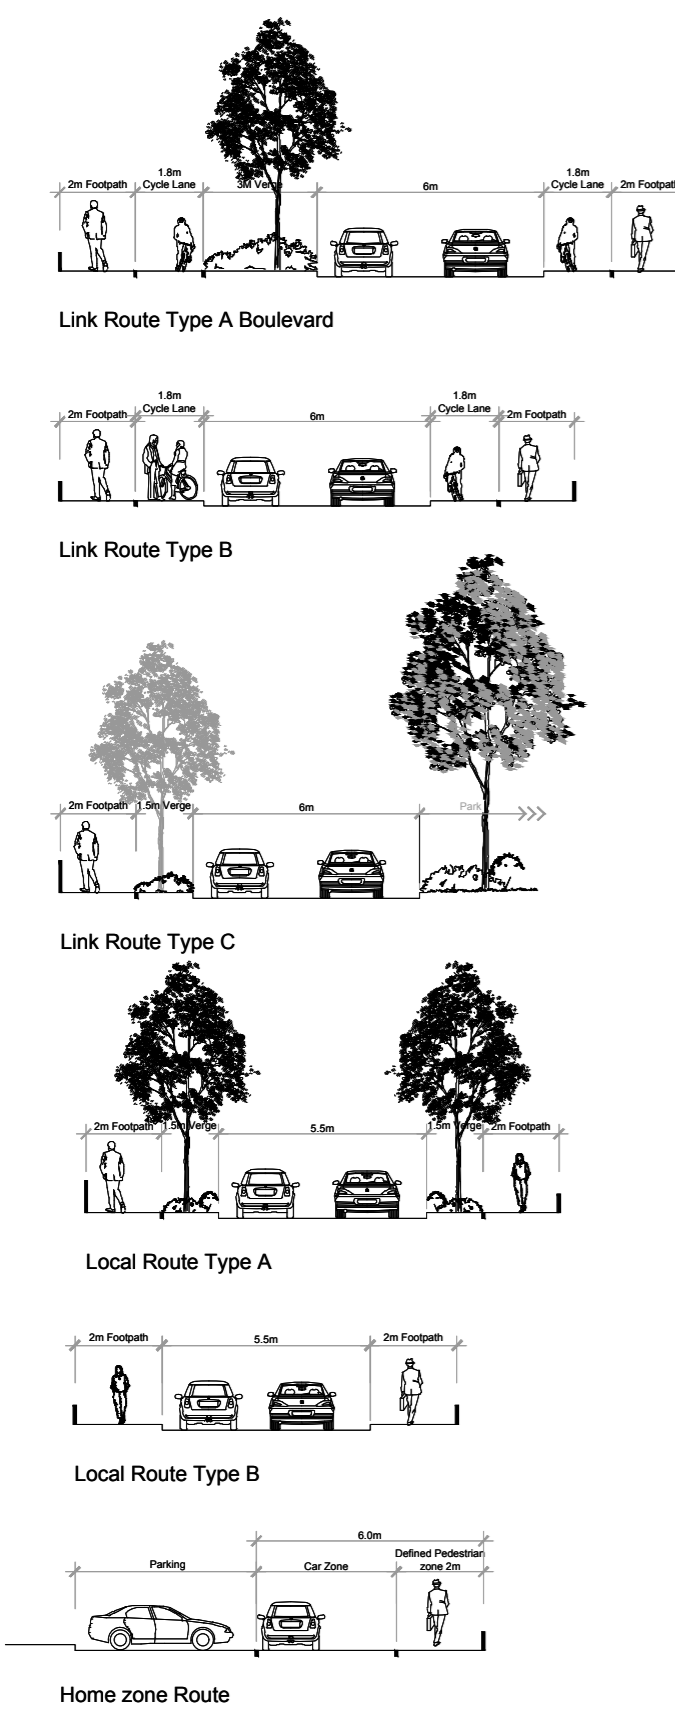 1.8m
1.8m
2m Footpath
Cycle Lane
3M Verge
6m
Cycle Lane
2m Footpath
Link Route Type A Boulevard
1.8m
1.8m
2m Footpath
Cycle Lane
6m
Cycle Lane
2m Footpath
Link Route Type B
2m Footpath
1.5m Verge
6m
Park
Link Route Type C
2m Footpath
1.5m Verge
5.5m
1.5m Verge
2m Footpath
Local Route Type A
2m Footpath
5.5m
2m Footpath
Local Route Type B
6.0m
Parking
Car Zone
Defined Pedestrian
zone 2m
Home zone Route